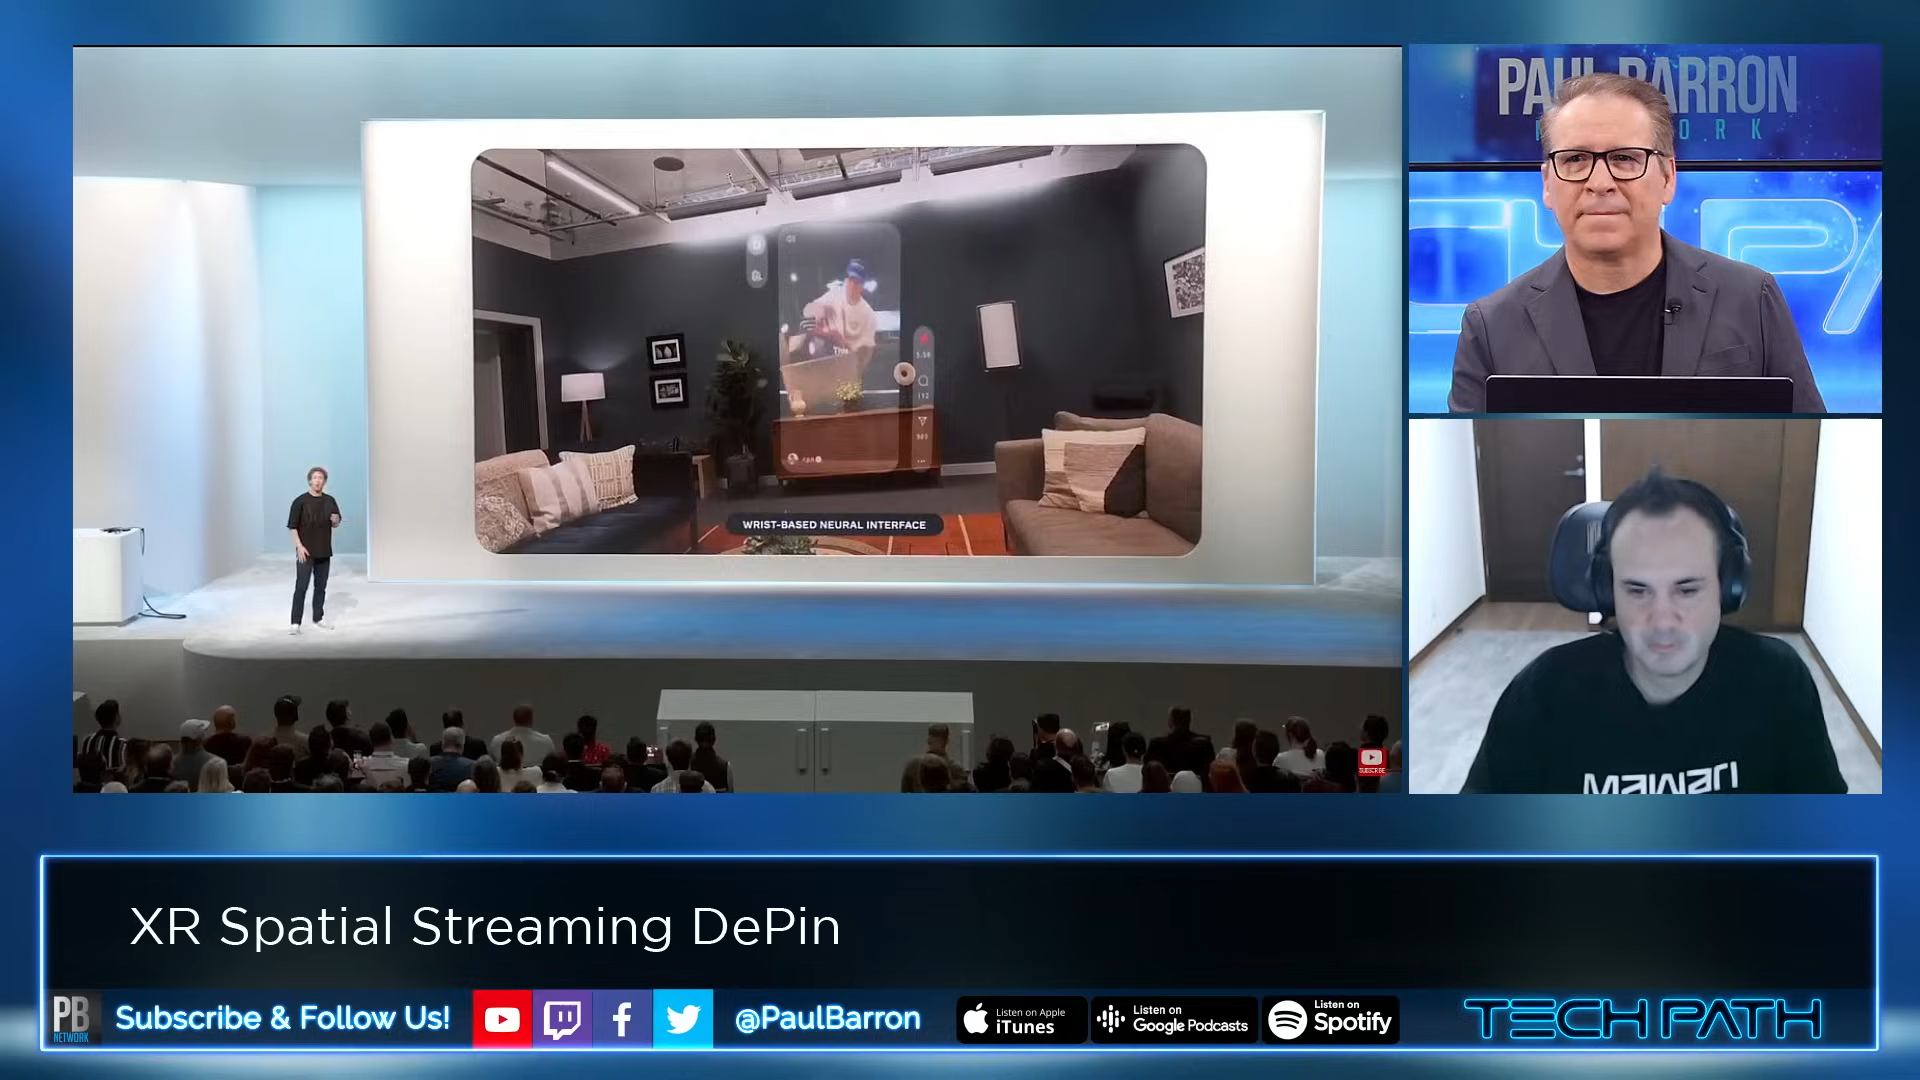 PAUL BARRON
WRIST-BASED NEURAL INTERFACE
SUBSCRIBE
Mawari
XR Spatial Streaming DePin
PB
NETWORK
Subscribe & Follow Us!
@PaulBarron
Listen on Apple
iTunes
Listen on
Google Podcasts
Listen on
Spotify
TECH PATH